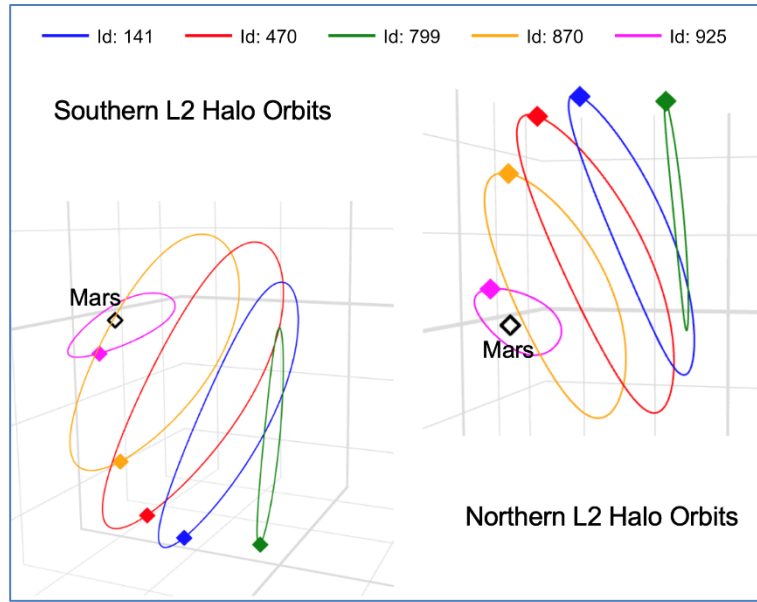 Id: 141 Id: 470 Id: 799 Id: 870 Id: 925
Southern L2 Halo Orbits
Mars
Mars
Northern L2 Halo Orbits